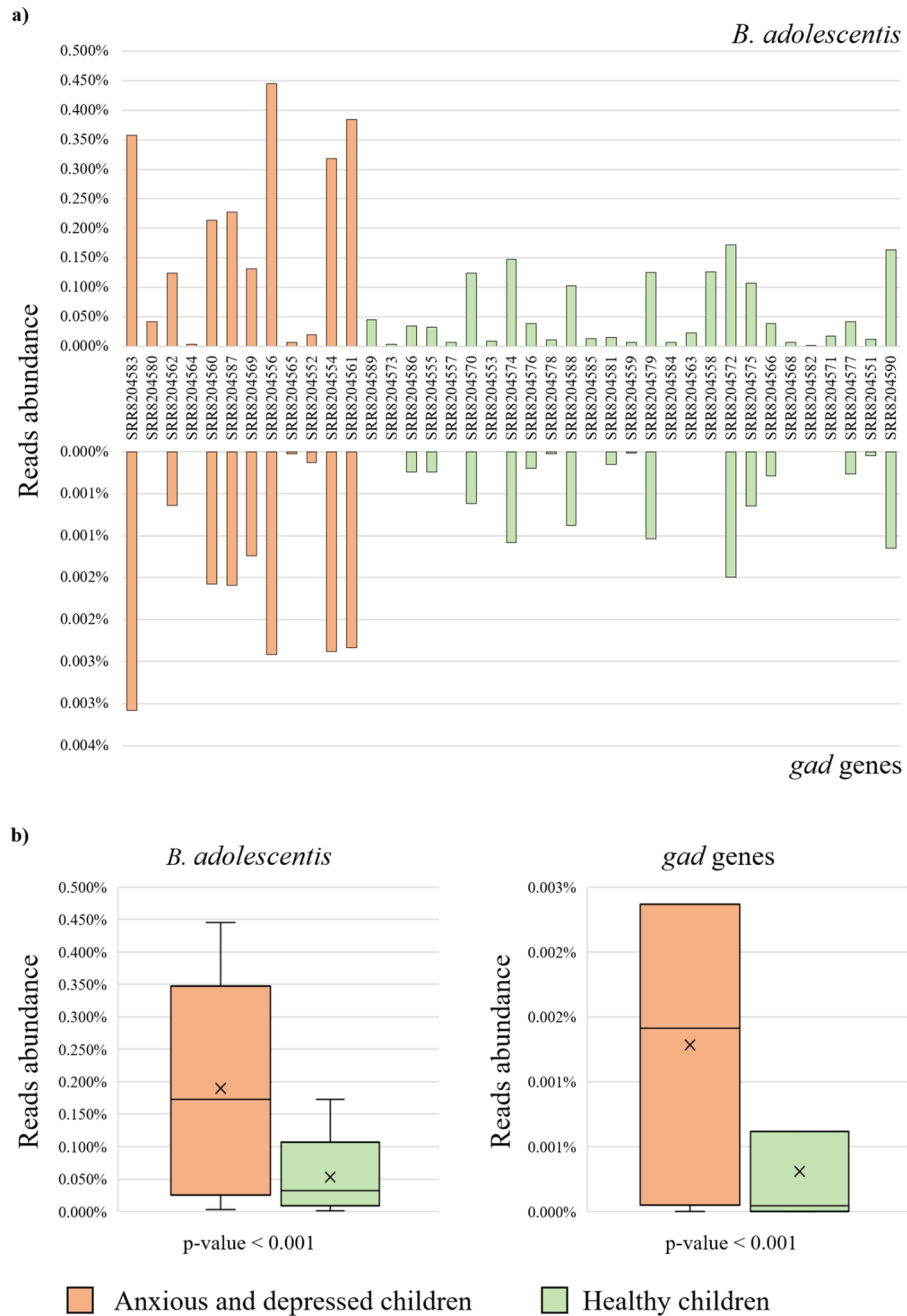 a)
B. adolescentis
0.500%
0.450%
0.400%
0.350%
0.300%
0.250%
0.200%
0.150%
0.100%
0.050%
0.000%
Reads abundance
SRR8204583
SRR8204580
SRR8204562
SRR8204564
SRR8204560
SRR8204587
SRR8204569
SRR8204556
SRR8204565
SRR8204552
SRR8204554
SRR8204561
SRR8204589
SRR8204573
SRR8204586
SRR8204555
SRR8204557
SRR8204570
SRR8204553
SRR8204574
SRR8204576
SRR8204578
SRR8204588
SRR8204585
SRR8204581
SRR8204559
SRR8204579
SRR8204584
SRR8204563
SRR8204558
SRR8204572
SRR8204575
SRR8204566
SRR8204568
SRR8204582
SRR8204571
SRR8204577
SRR8204551
SRR8204590
0.000%
0.001%
0.001%
0.002%
0.002%
0.003%
0.003%
0.004%
gad genes
b)
B. adolescentis
0.500%
0.450%
0.400%
0.350%
0.300%
0.250%
0.200%
0.150%
0.100%
0.050%
0.000%
Reads abundance
p-value < 0.001
gad genes
0.003%
0.002%
0.002%
0.001%
0.001%
0.000%
Reads abundance
p-value < 0.001
Anxious and depressed children
Healthy children